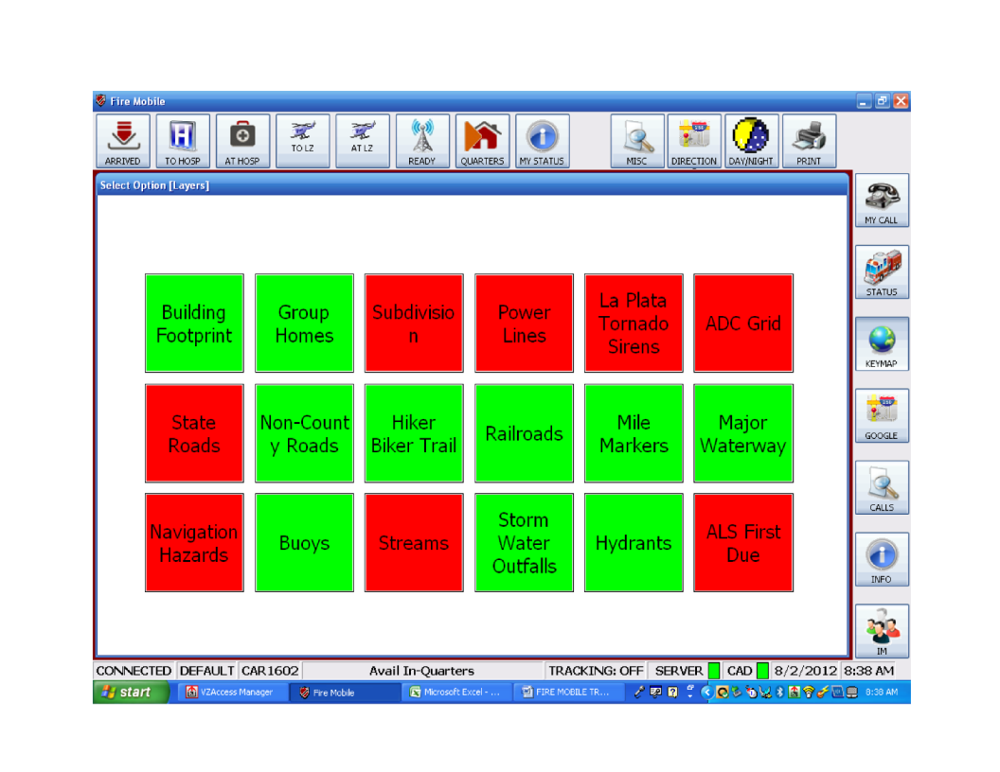 Fire Mobile
ARRIVED
TO HOSP
AT HOSP
TO LZ
AT LZ
READY
QUARTERS
MY STATUS
MISC
DIRECTION
DAY/NIGHT
PRINT
Select Option [Layers]
MY CALL
STATUS
KEYMAP
GOOGLE
CALLS
INFO
IM
Building
Footprint
Group
Homes
Subdivisio
n
Power
Lines
La Plata
Tornado
Sirens
ADC Grid
State
Roads
Non-Count
y Roads
Hiker
Biker Trail
Railroads
Mile
Markers
Major
Waterway
Navigation
Hazards
Buoys
Streams
Storm
Water
Outfalls
Hydrants
ALS First
Due
CONNECTED DEFAULT CAR1602 Avail In-Quarters TRACKING: OFF SERVER CAD 8/2/2012 8:38 AM
start VZAccess Manager Fire Mobile Microsoft Excel - ... FIRE MOBILE TR... 8:38 AM